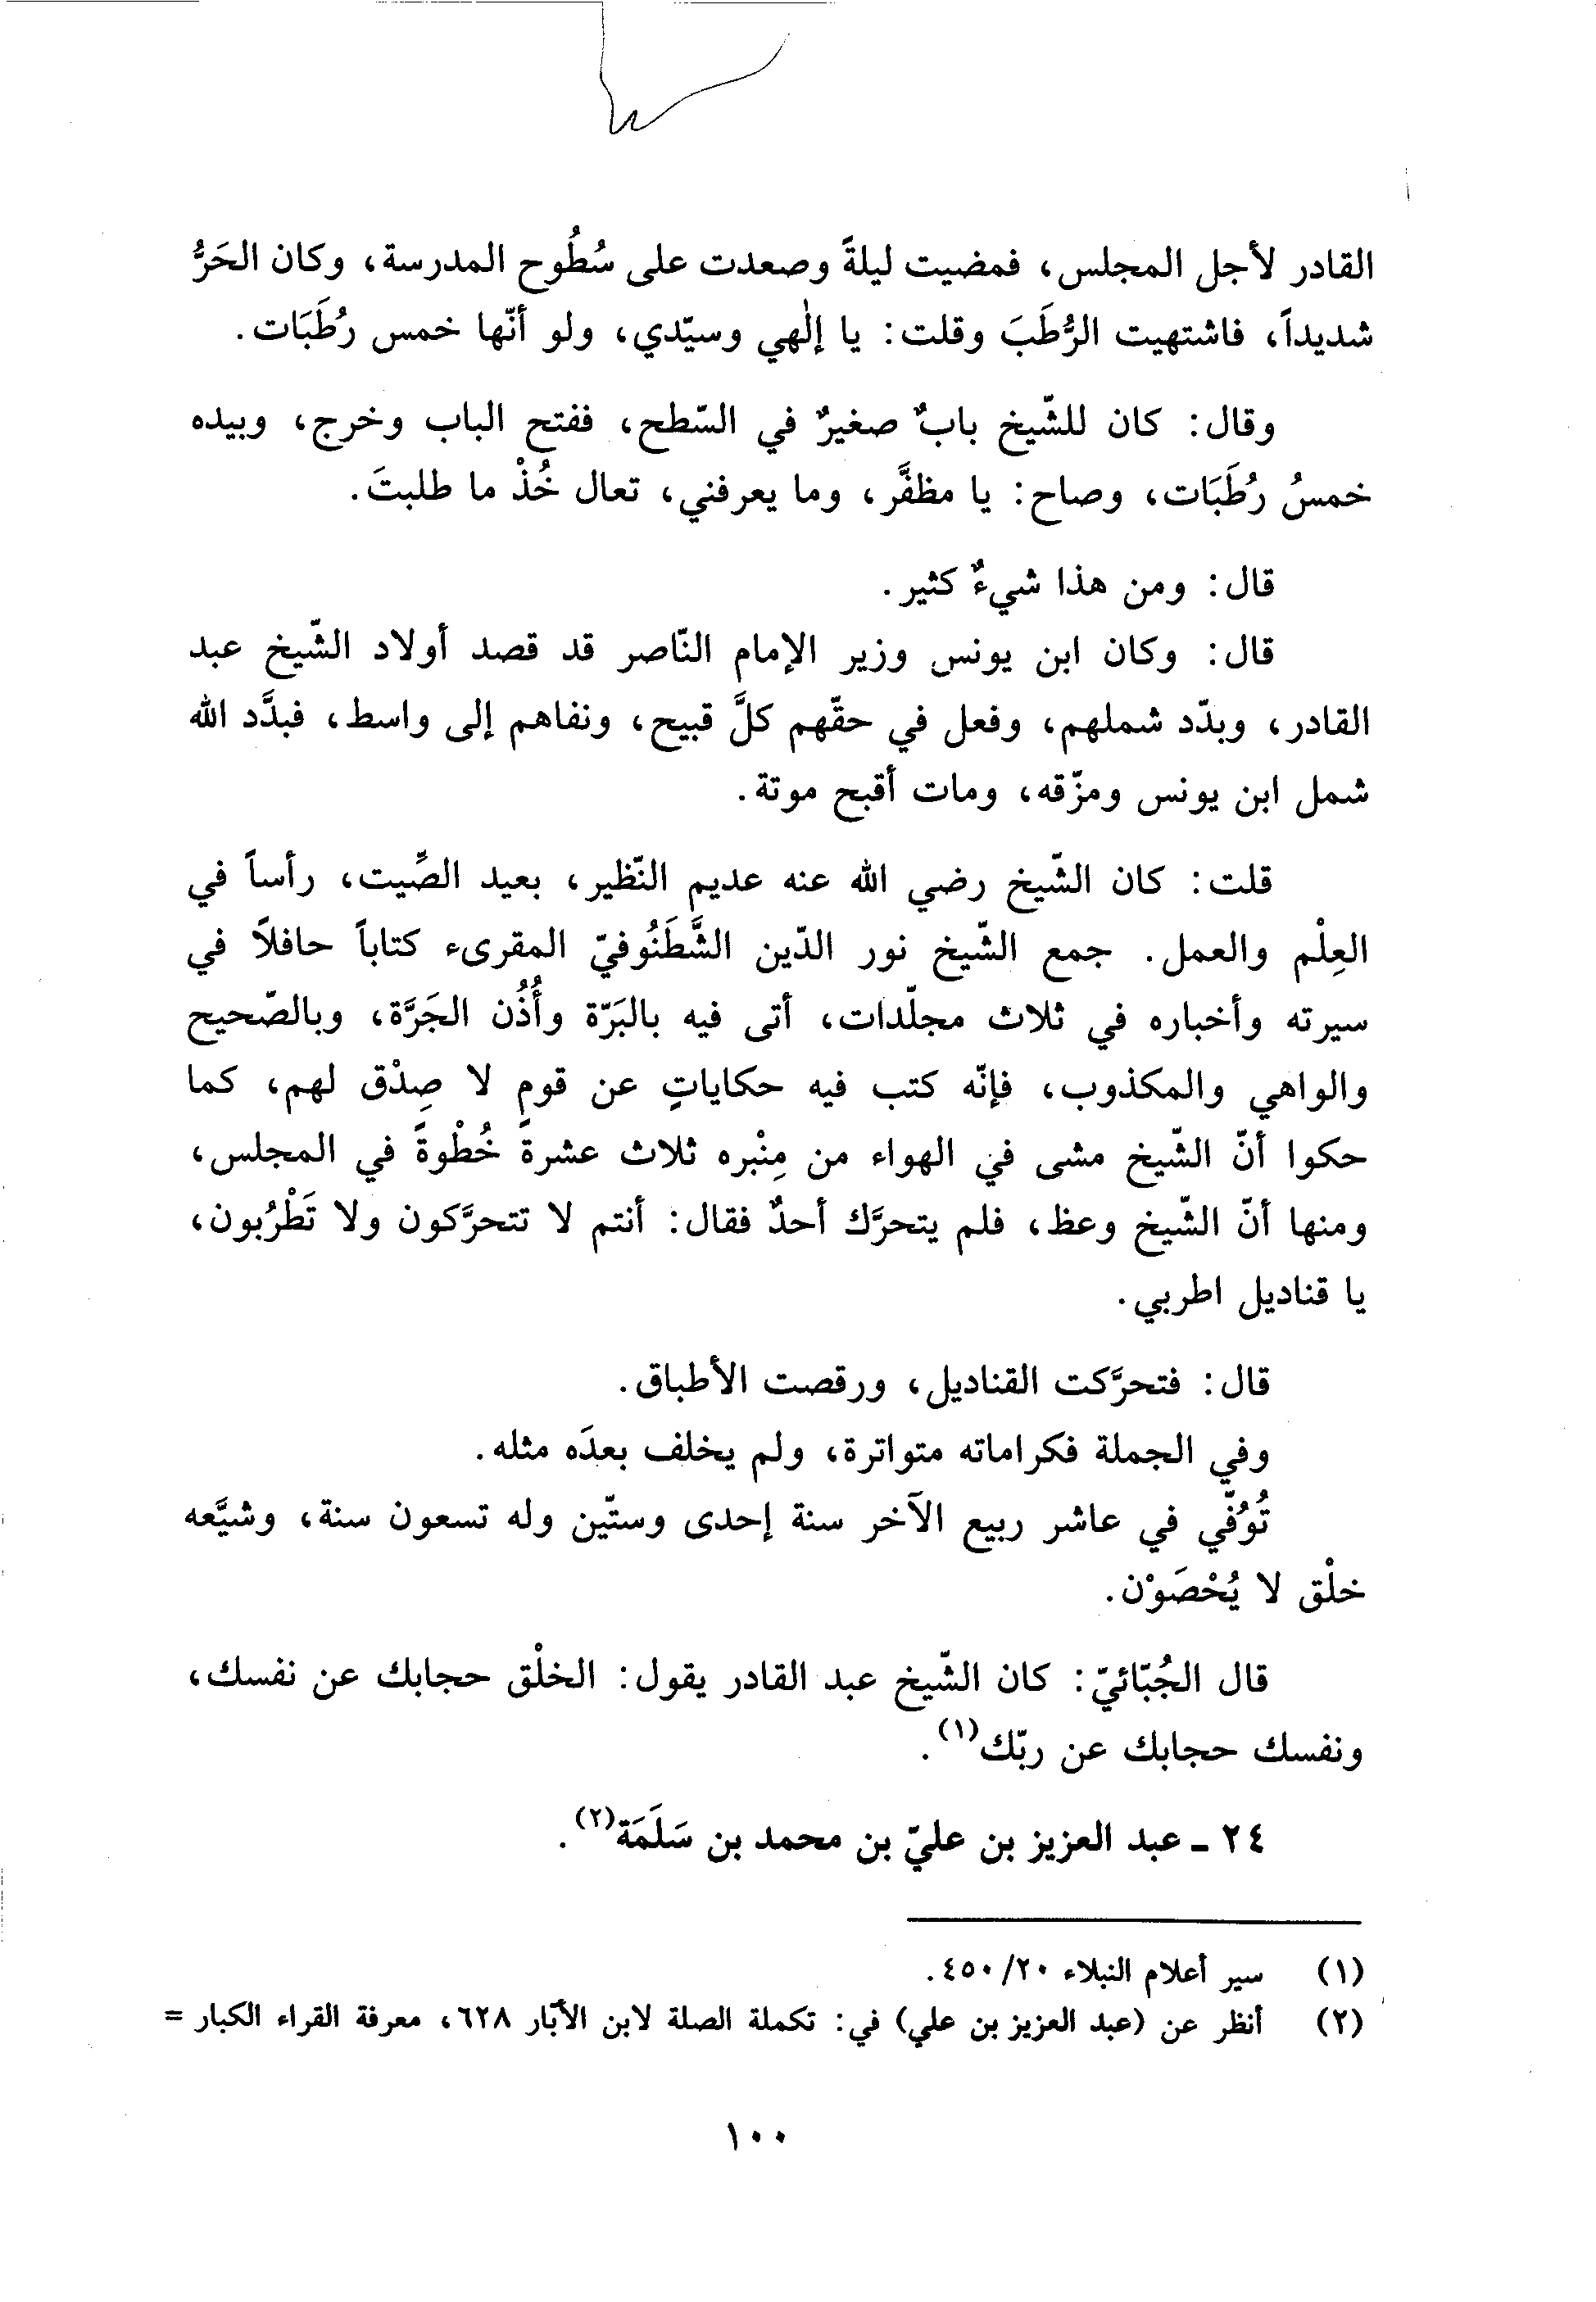 القادر لأجل المجلس، فمضيت ليلةً وصعدت على سُطُوح المدرسة، وكان الحَرُّ
شديداً، فاشتهيت الرُّطَبَ وقلت: يا إلٰهي وسيّدي، ولو أنّها خمس رُطَبَات.
وقال: كان للشّيخ بابٌ صغيرٌ في السّطح، ففتح الباب وخرج، وبيده
خمسُ رُطَبَات، وصاح: يا مظفَّر، وما يعرفني، تعال خُذْ ما طلبتَ.
قال: ومن هذا شيءٌ كثير.
قال: وكان ابن يونس وزير الإمام النّاصر قد قصد أولاد الشّيخ عبد
القادر، وبدّد شملهم، وفعل في حقّهم كلَّ قبيح، ونفاهم إلى واسط، فبدَّد الله
شمل ابن يونس ومزّقه، ومات أقبح موتة.
قلت: كان الشّيخ رضي الله عنه عديم النّظير، بعيد الصِّيت، رأساً في
العِلْم والعمل. جمع الشّيخ نور الدّين الشَّطَنُوفيّ المقرىء كتاباً حافلاً في
سيرته وأخباره في ثلاث مجلّدات، أتى فيه بالبَرّة وأُذُن الجَرَّة، وبالصّحيح
والواهي والمكذوب، فإنّه كتب فيه حكاياتٍ عن قومٍ لا صِدْق لهم، كما
حكوا أنّ الشّيخ مشى في الهواء من مِنْبره ثلاث عشرة خُطْوةً في المجلس،
ومنها أنّ الشّيخ وعظ، فلم يتحرَّك أحدٌ فقال: أنتم لا تتحرَّكون ولا تَطْرُبون،
يا قناديل اطربي.
قال: فتحرَّكت القناديل، ورقصت الأطباق.
وفي الجملة فكراماته متواترة، ولم يخلف بعدَه مثله.
تُوُفّي في عاشر ربيع الآخر سنة إحدى وستّين وله تسعون سنة، وشيَّعه
خلْق لا يُحْصَوْن.
قال الجُبّائيّ: كان الشّيخ عبد القادر يقول: الخلْق حجابك عن نفسك،
ونفسك حجابك عن ربّك(١).
٢٤ ـ عبد العزيز بن عليّ بن محمد بن سَلَمَة(٢).
(١) سير أعلام النبلاء ٢٠/٤٥٠.
(٢) أنظر عن (عبد العزيز بن علي) في: تكملة الصلة لابن الأبّار ٦٢٨، معرفة القراء الكبار =
١٠٠